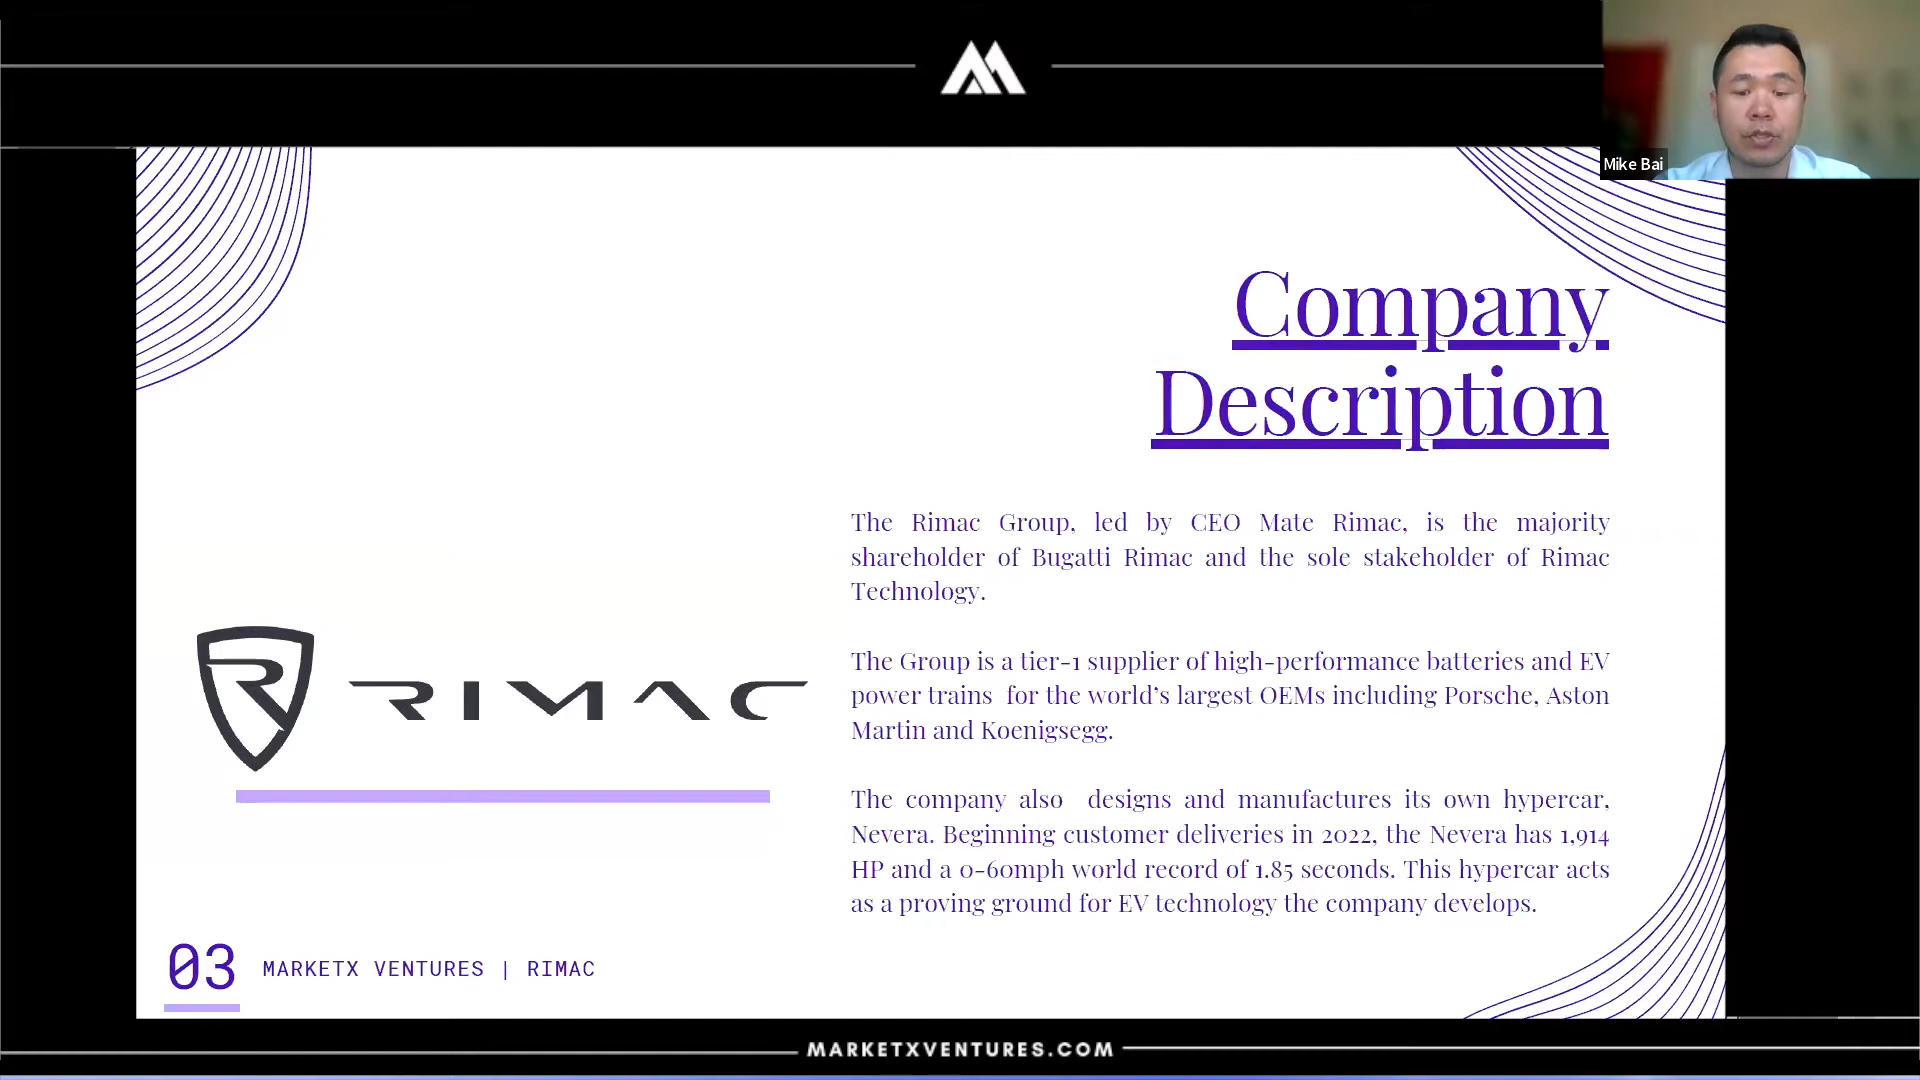 Mike Bai
Company
Description
The Rimac Group, led by CEO Mate Rimac, is the majority
shareholder of Bugatti Rimac and the sole stakeholder of Rimac
Technology.
The Group is a tier-1 supplier of high-performance batteries and EV
power trains for the world's largest OEMs including Porsche, Aston
Martin and Koenigsegg.
The company also designs and manufactures its own hypercar,
Nevera. Beginning customer deliveries in 2022, the Nevera has 1,914
HP and a 0-60mph world record of 1.85 seconds. This hypercar acts
as a proving ground for EV technology the company develops.
RIMAC
03 MARKETX VENTURES | RIMAC
MARKETXVENTURES.COM